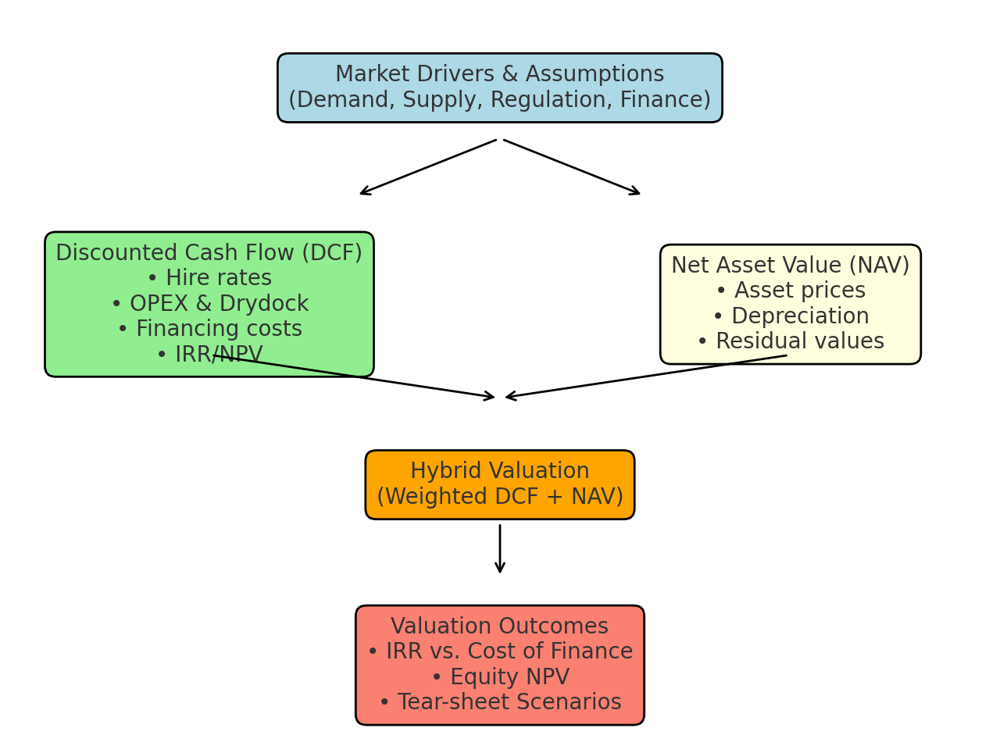 Market Drivers & Assumptions
(Demand, Supply, Regulation, Finance)
Discounted Cash Flow (DCF)
• Hire rates
• OPEX & Drydock
• Financing costs
• IRR/NPV
Net Asset Value (NAV)
• Asset prices
• Depreciation
• Residual values
Hybrid Valuation
(Weighted DCF + NAV)
Valuation Outcomes
• IRR vs. Cost of Finance
• Equity NPV
• Tear-sheet Scenarios